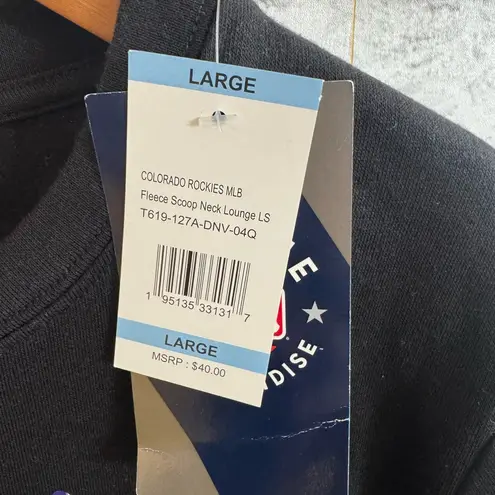 LARGE
COLORADO ROCKIES MLB
Fleece Scoop Neck Lounge LS
T619-127A-DNV-04Q
1 95135 33131 7
LARGE
MSRP : $40.00